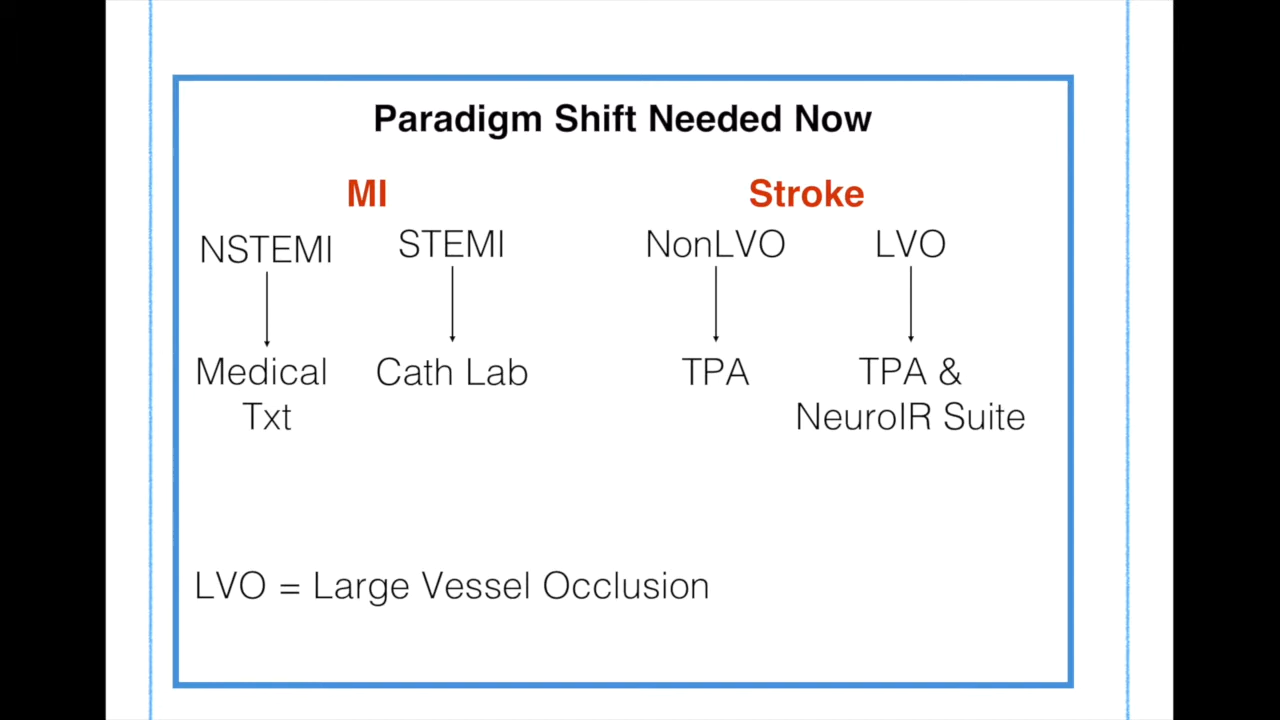 Paradigm Shift Needed Now
MI
NSTEMI
STEMI
Medical
Txt
Cath Lab
Stroke
NonLVO
LVO
TPA
TPA &
NeuroIR Suite
LVO = Large Vessel Occlusion